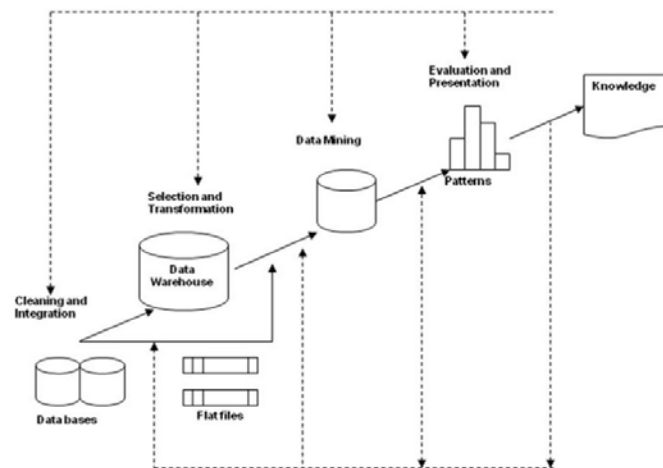 Evaluation and
Presentation
Knowledge
Data Mining
Patterns
Selection and
Transformation
Data
Warehouse
Cleaning and
Integration
Data bases
Flat files